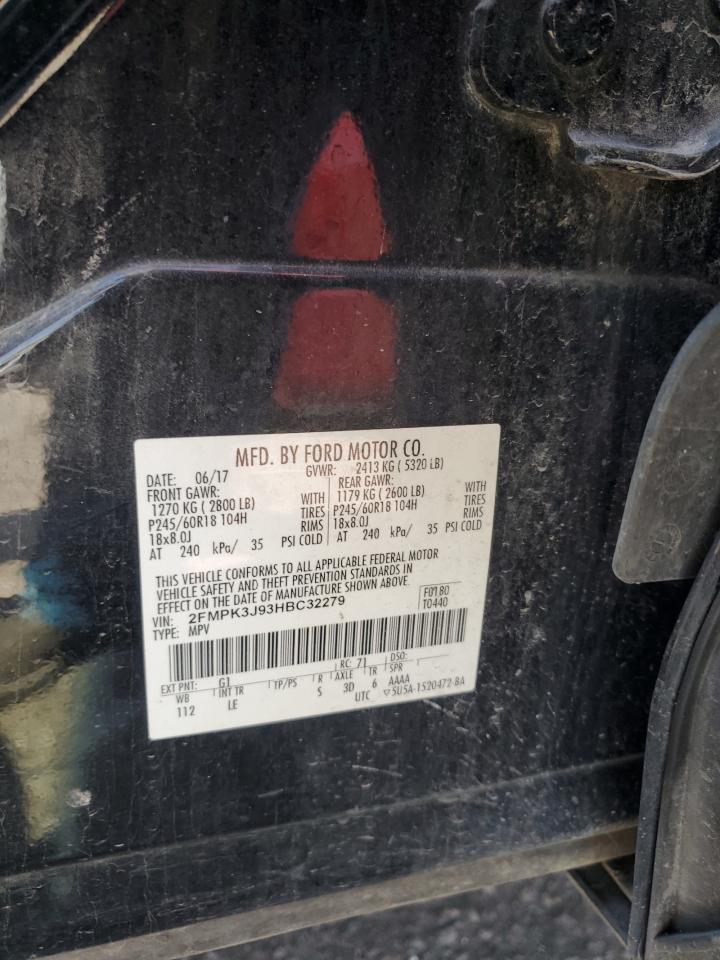 MFD. BY FORD MOTOR CO.
DATE: 06/17 GVWR: 2413 KG ( 5320 LB)
FRONT GAWR: REAR GAWR:
1270 KG ( 2800 LB) WITH 1179 KG ( 2600 LB) WITH
P245/60R18 104H TIRES P245/60R18 104H TIRES
18x8.0J RIMS 18x8.0J RIMS
AT 240 kPa/ 35 PSI COLD AT 240 kPa/ 35 PSI COLD
THIS VEHICLE CONFORMS TO ALL APPLICABLE FEDERAL MOTOR
VEHICLE SAFETY AND THEFT PREVENTION STANDARDS IN
EFFECT ON THE DATE OF MANUFACTURE SHOWN ABOVE.
VIN: 2FMPK3J93HBC32279 F0180
TYPE: MPV T0440
EXT PNT: G1 RC: 71 DSO:
WB INT TR TP/PS R AXLE TR SPR
112 LE S 3D 6 AAAA
UTC ▽5U5A-1520472-BA